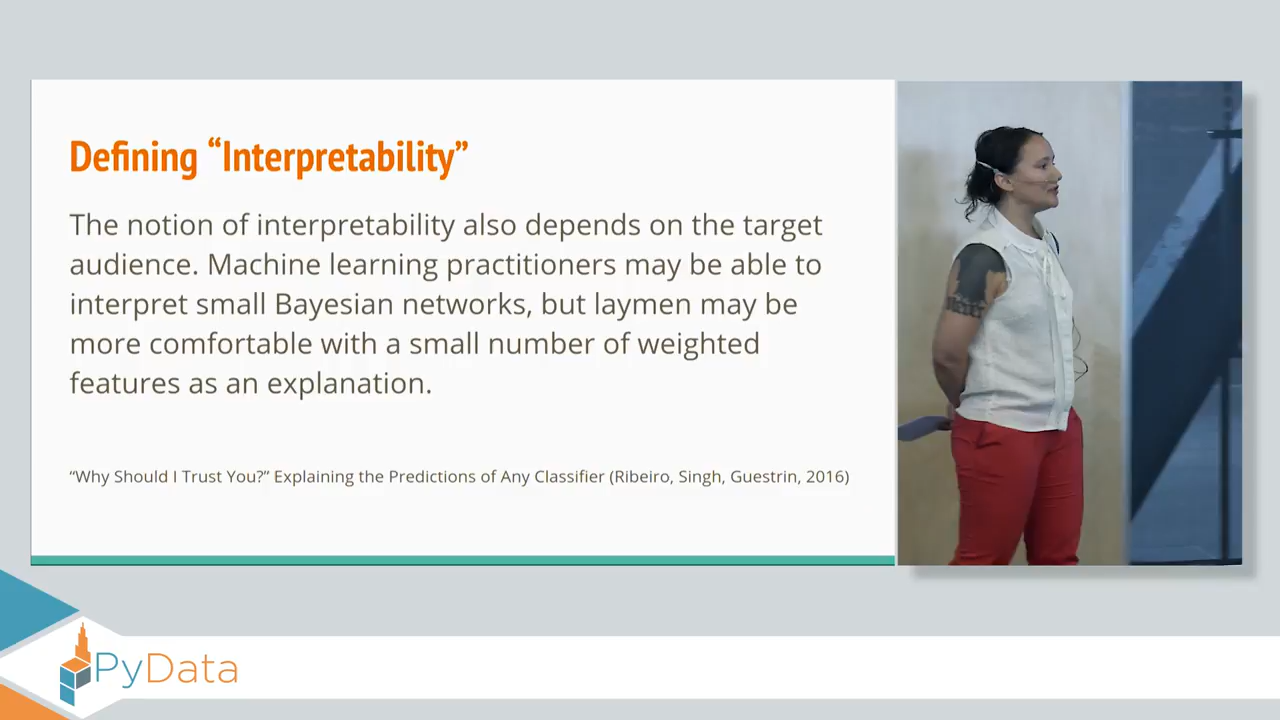 Defining “Interpretability”
The notion of interpretability also depends on the target
audience. Machine learning practitioners may be able to
interpret small Bayesian networks, but laymen may be
more comfortable with a small number of weighted
features as an explanation.
“Why Should I Trust You?” Explaining the Predictions of Any Classifier (Ribeiro, Singh, Guestrin, 2016)
PyData